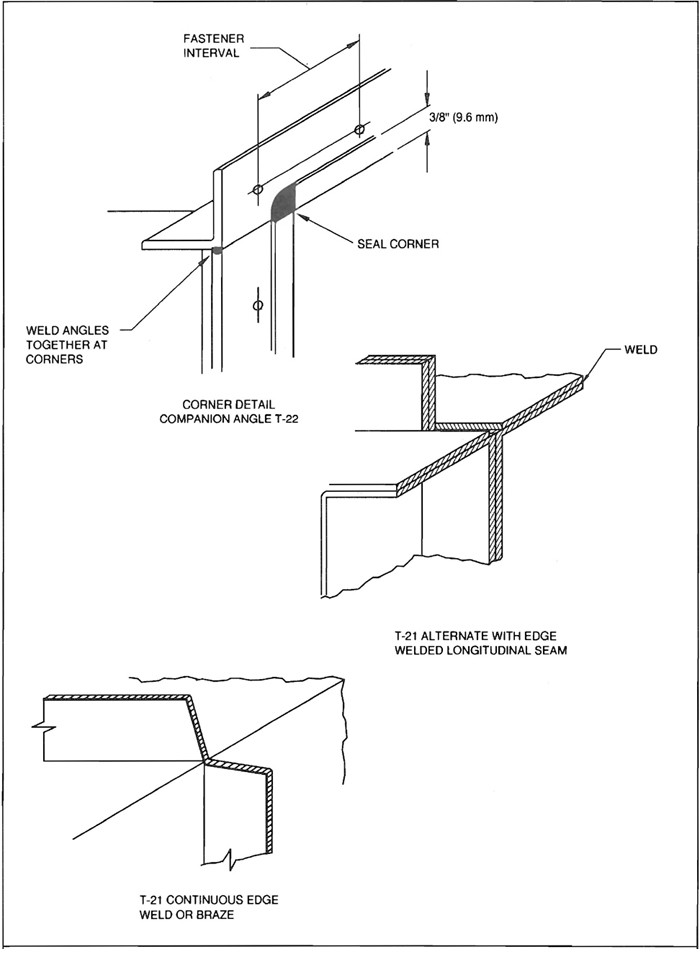 FASTENER
INTERVAL
3/8" (9.6 mm)
SEAL CORNER
WELD ANGLES
TOGETHER AT
CORNERS
CORNER DETAIL
COMPANION ANGLE T-22
WELD
T-21 ALTERNATE WITH EDGE
WELDED LONGITUDINAL SEAM
T-21 CONTINUOUS EDGE
WELD OR BRAZE